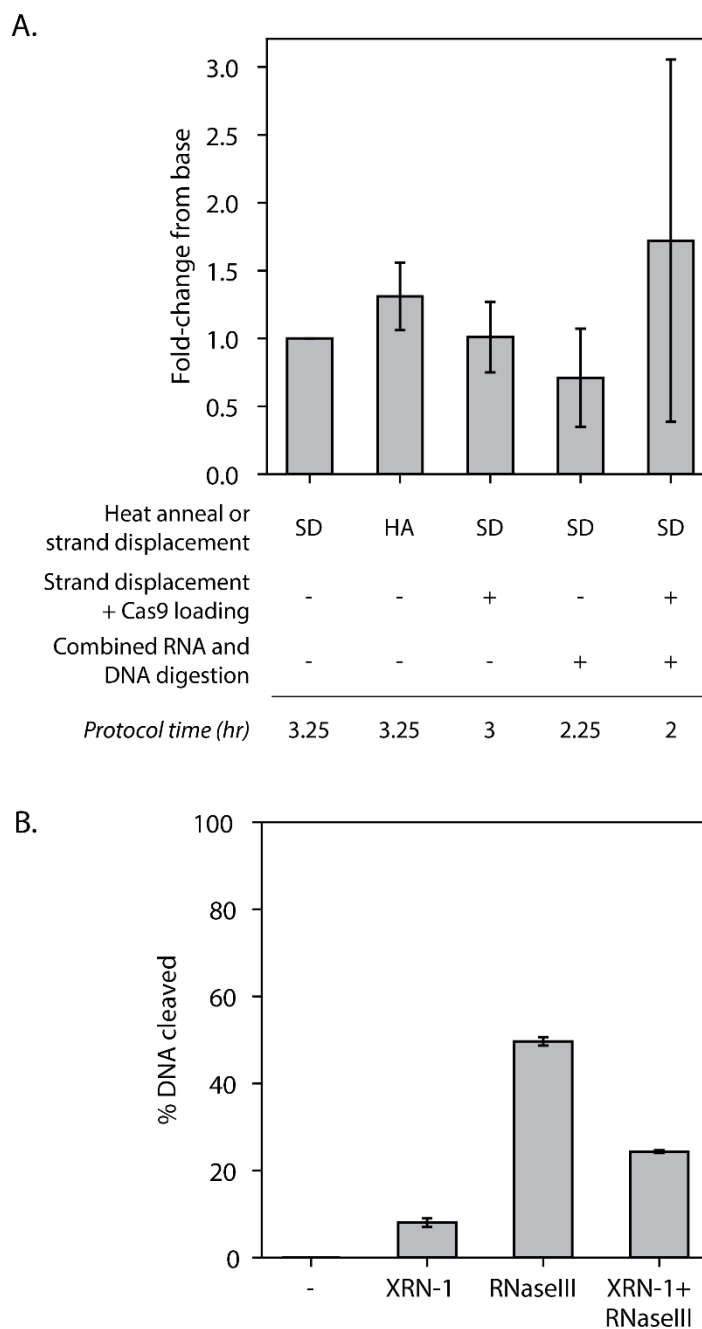 A.
Fold-change from base
3.0
2.5
2.0
1.5
1.0
0.5
0.0
Heat anneal or
strand displacement
SD HA SD SD SD
Strand displacement
+ Cas9 loading
- - + - +
Combined RNA and
DNA digestion
- - - + +
Protocol time (hr) 3.25 3.25 3 2.25 2
B.
% DNA cleaved
100
80
60
40
20
0
- XRN-1 RNaseIII XRN-1+
RNaseIII